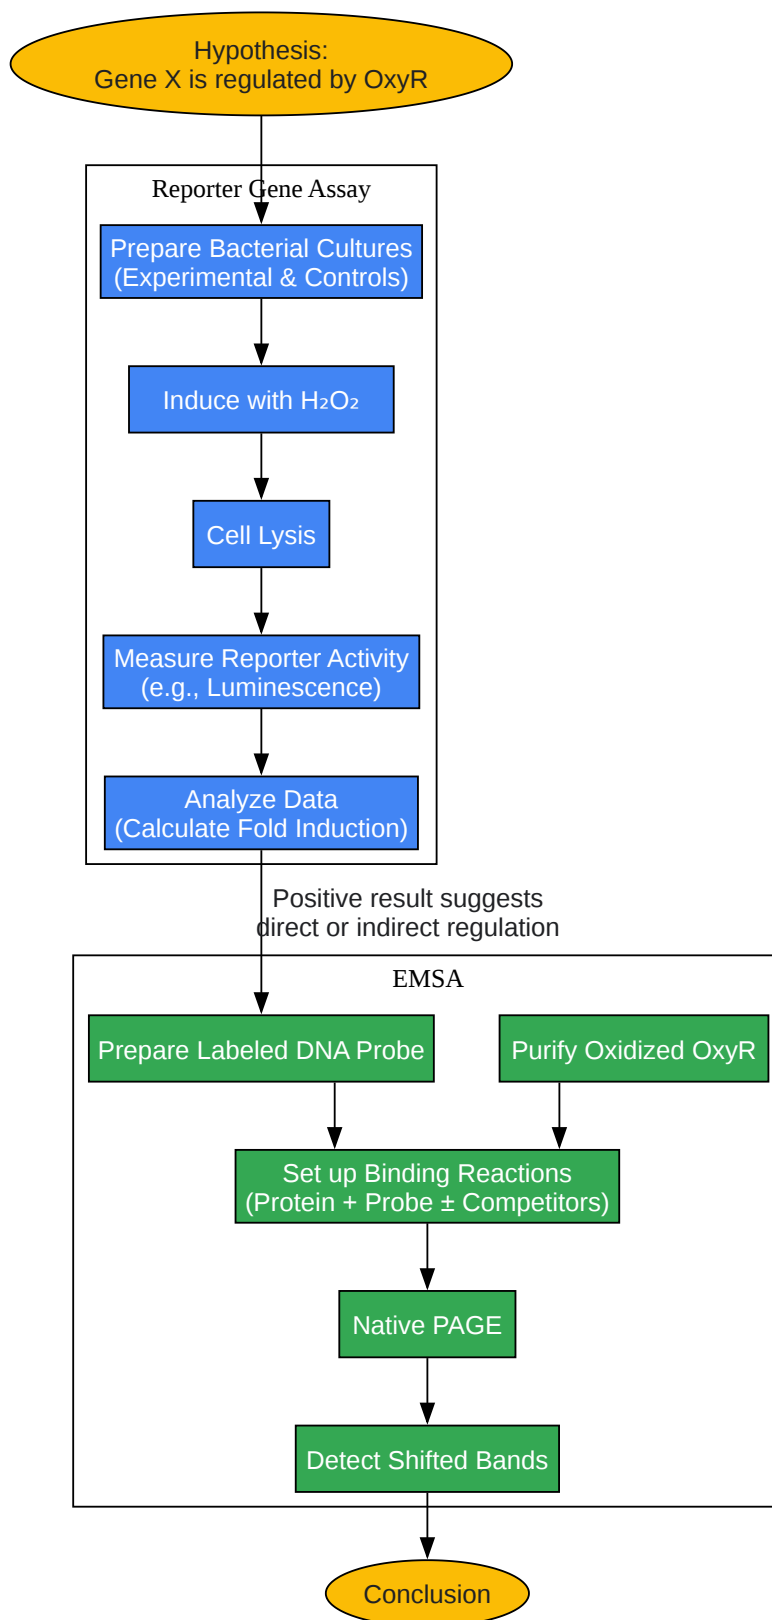 Hypothesis:
Gene X is regulated by OxyR
Reporter Gene Assay
Prepare Bacterial Cultures
(Experimental & Controls)
Induce with H₂O₂
Cell Lysis
Measure Reporter Activity
(e.g., Luminescence)
Analyze Data
(Calculate Fold Induction)
Positive result suggests
direct or indirect regulation
EMSA
Prepare Labeled DNA Probe
Purify Oxidized OxyR
Set up Binding Reactions
(Protein + Probe ± Competitors)
Native PAGE
Detect Shifted Bands
Conclusion